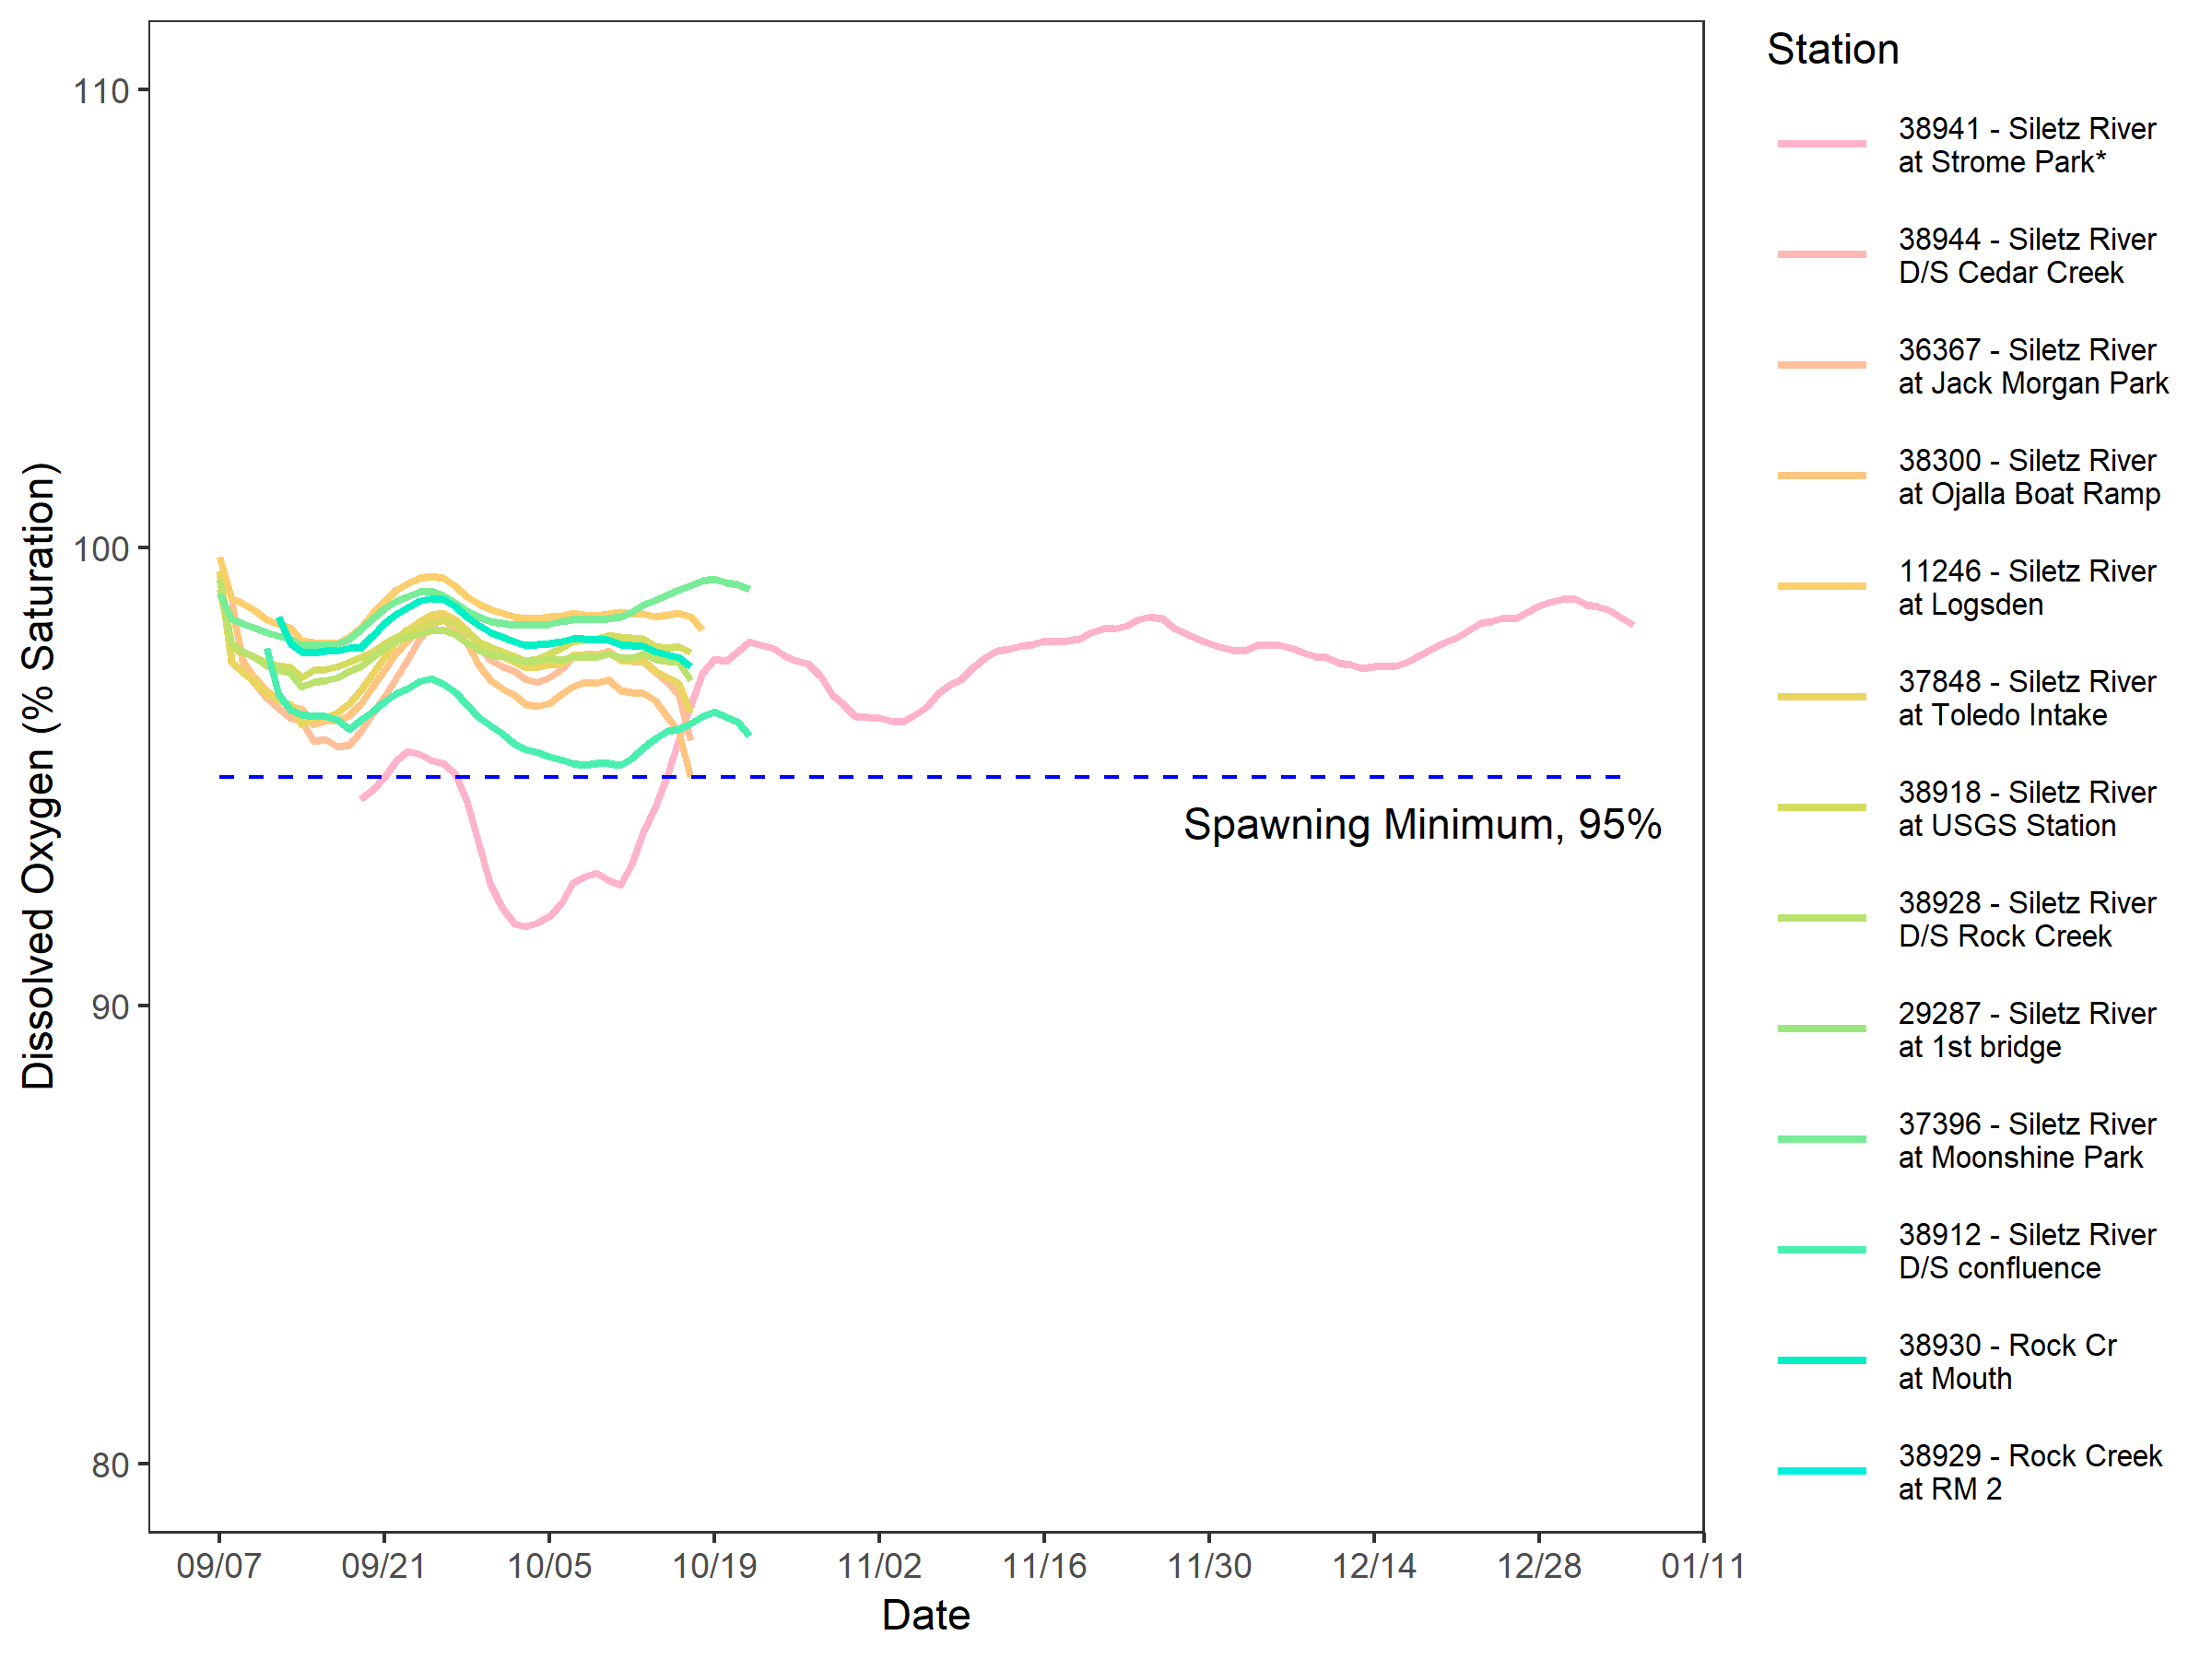 Station
38941 - Siletz River
at Strome Park*
38944 - Siletz River
D/S Cedar Creek
36367 - Siletz River
at Jack Morgan Park
38300 - Siletz River
at Ojalla Boat Ramp
11246 - Siletz River
at Logsden
37848 - Siletz River
at Toledo Intake
38918 - Siletz River
at USGS Station
38928 - Siletz River
D/S Rock Creek
29287 - Siletz River
at 1st bridge
37396 - Siletz River
at Moonshine Park
38912 - Siletz River
D/S confluence
38930 - Rock Cr
at Mouth
38929 - Rock Creek
at RM 2
Dissolved Oxygen (% Saturation)
110
100
90
80
Spawning Minimum, 95%
09/07 09/21 10/05 10/19 11/02 11/16 11/30 12/14 12/28 01/11
Date